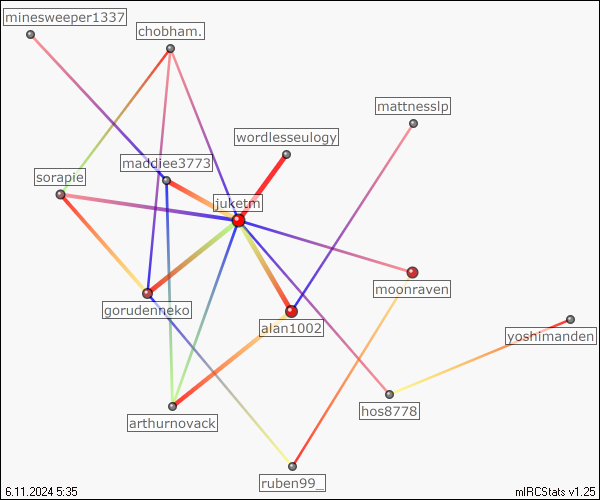 minesweeper1337
chobham.
mattnesslp
wordlesseulogy
maddiee3773
sorapie
juketm
moonraven
gorudenneko
alan1002
yoshimanden
hos8778
arthurnovack
ruben99_
6.11.2024 5:35
mIRCStats v1.25